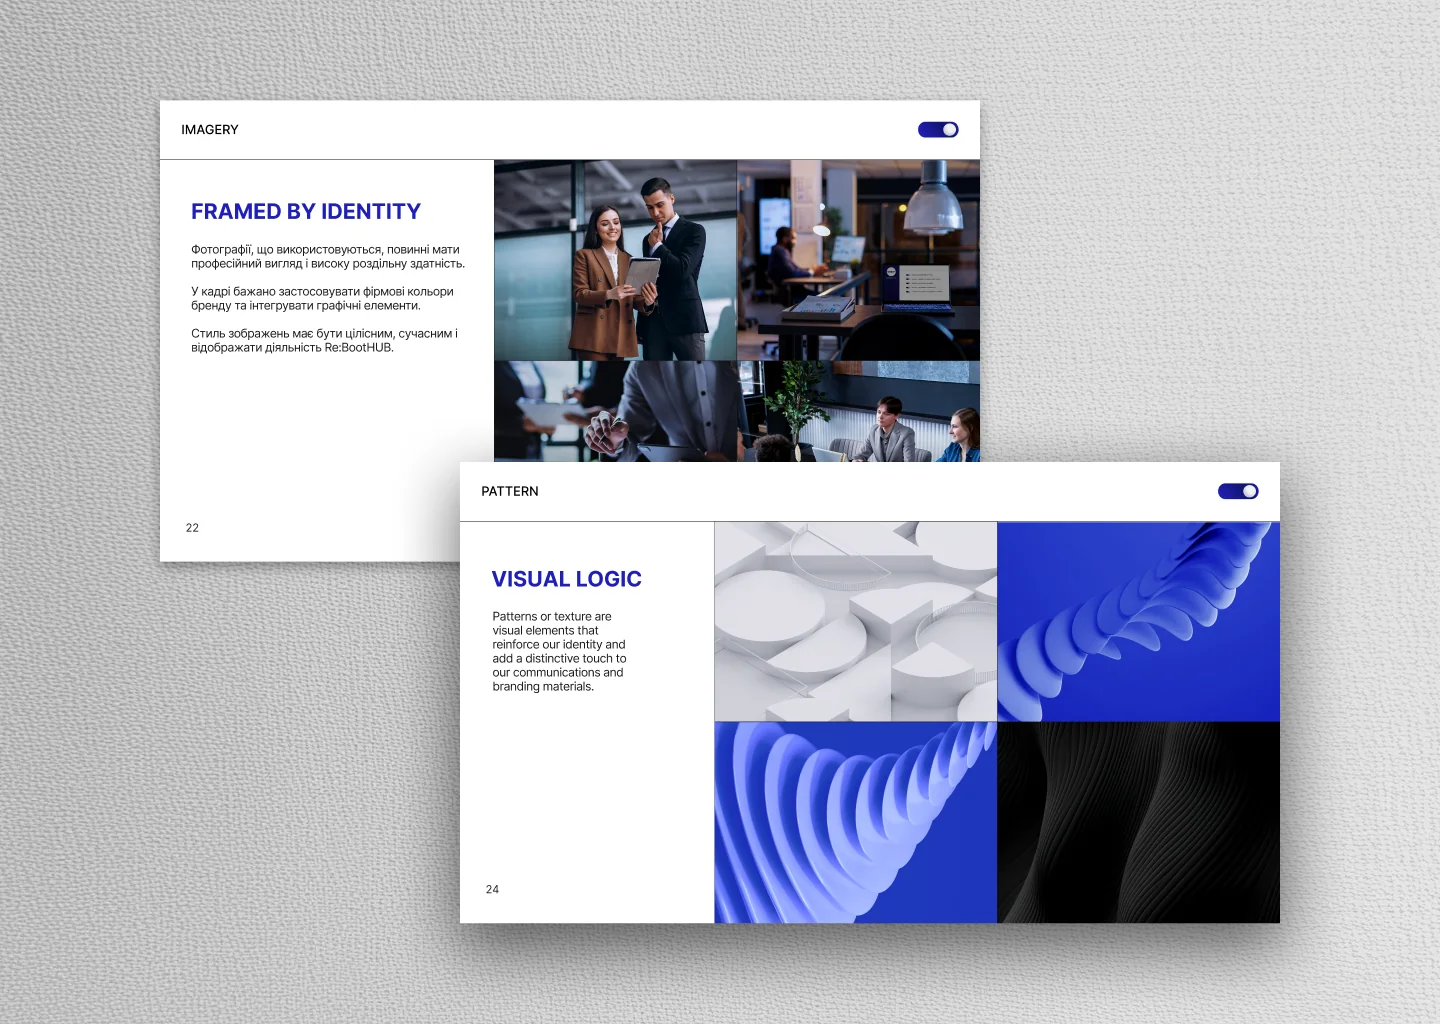 IMAGERY
FRAMED BY IDENTITY
Фотографії, що використовуються, повинні мати
професійний вигляд і високу роздільну здатність.
У кадрі бажано застосовувати фірмові кольори
бренду та інтегрувати графічні елементи.
Стиль зображень має бути цілісним, сучасним і
відображати діяльність Re:BootHUB.
22
PATTERN
VISUAL LOGIC
Patterns or texture are
visual elements that
reinforce our identity and
add a distinctive touch to
our communications and
branding materials.
24